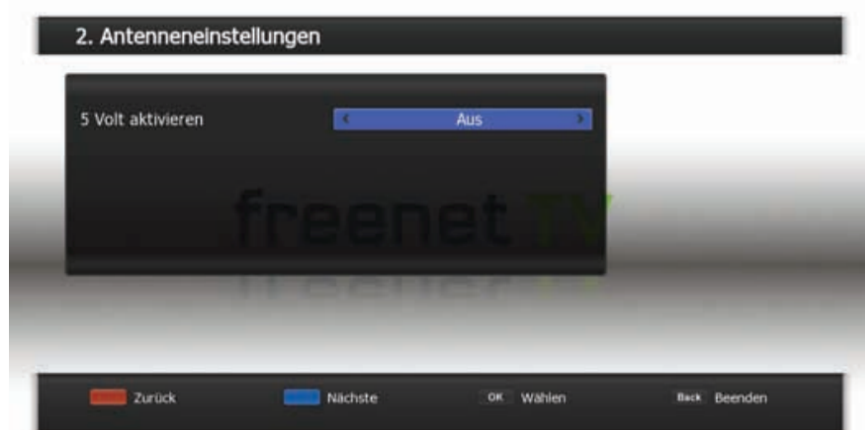 2. Antenneneinstellungen
5 Volt aktivieren
Aus
freenet TV
Zurück Nächste OK Wählen Back Beenden